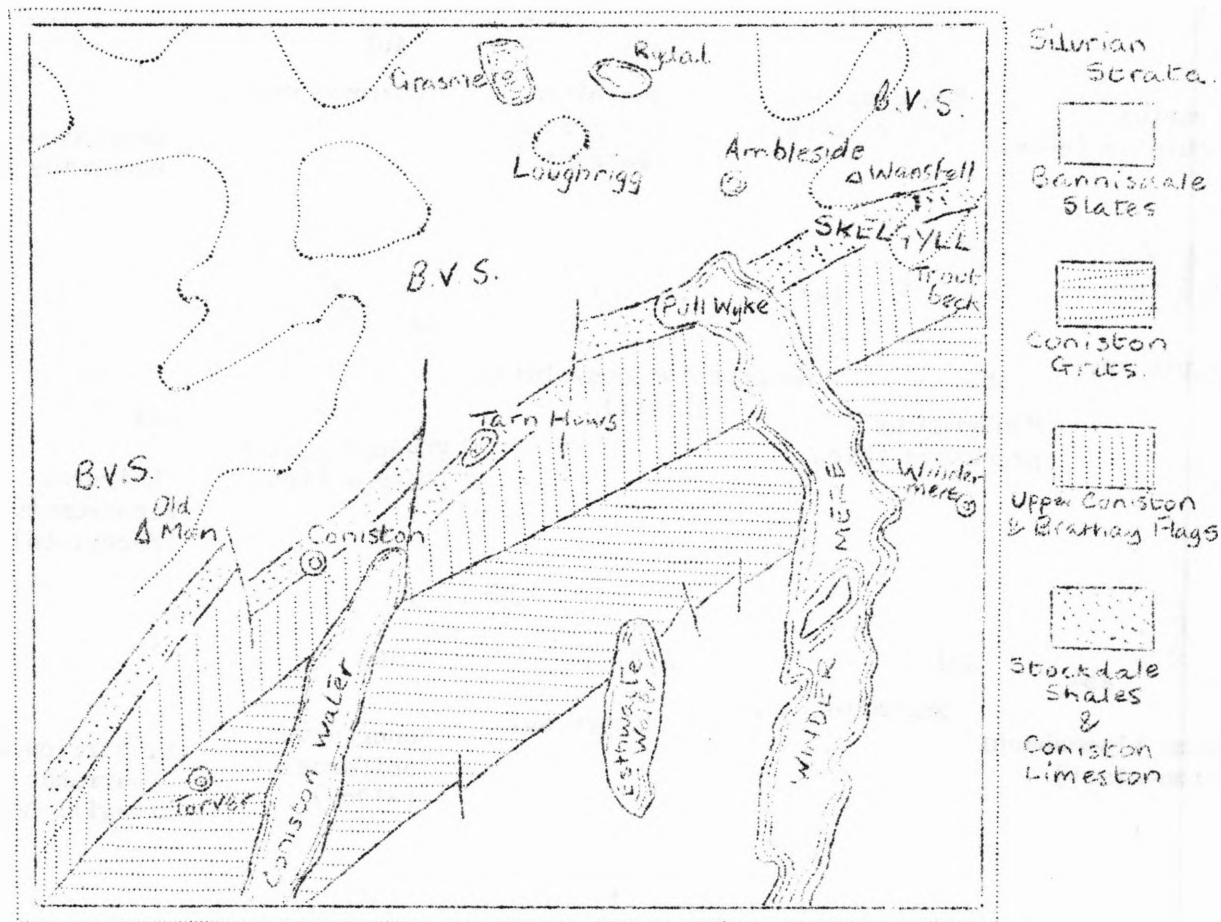 Grasmere
Rydal
B.V.S.
Loughrigg
Ambleside
Wansfell
SKELGYLL
Trout
beck
B.V.S.
Pull Wyke
Tarn Hows
B.V.S.
Old
Man
Coniston
Winder
mere
WINDER MERE
Coniston Water
Esthwaite
Water
Torver
Silurian
Strata.
Bannisdale
Slates
Coniston
Grits.
Upper Coniston
& Brathay Flags
Stockdale
Shales
&
Coniston
Limeston